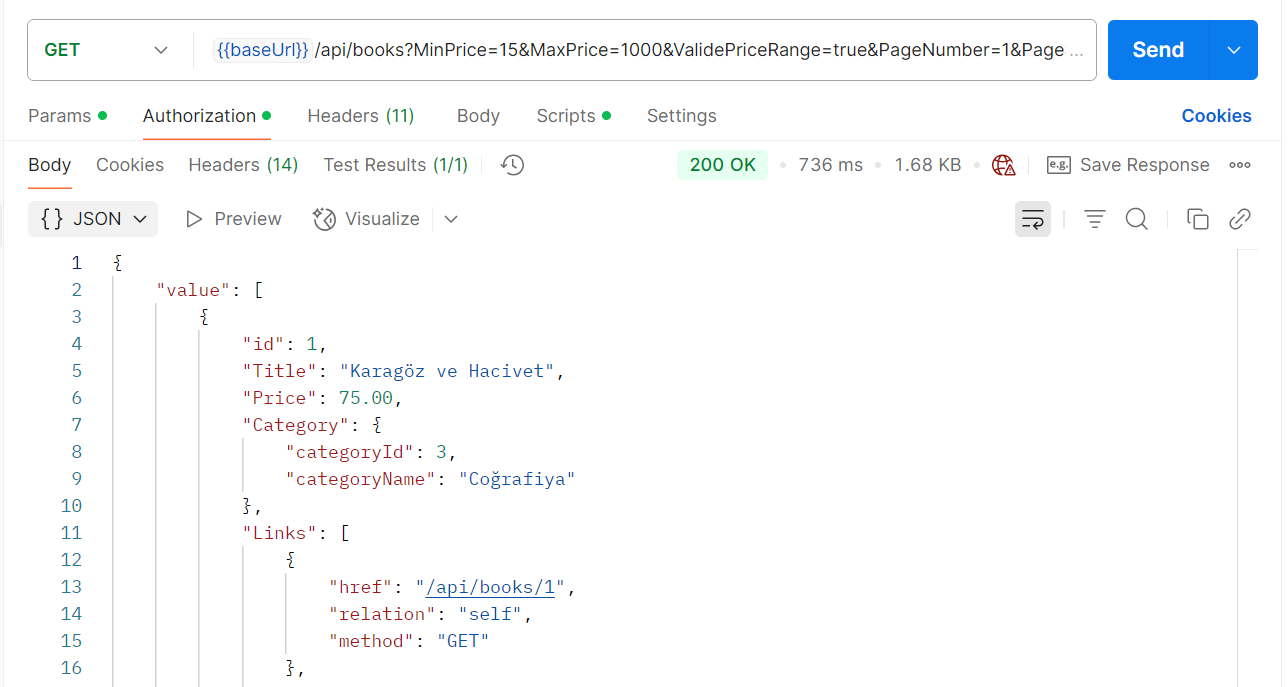 GET {{baseUrl}} /api/books?MinPrice=15&MaxPrice=1000&ValidePriceRange=true&PageNumber=1&Page ... Send
Params Authorization Headers (11) Body Scripts Settings Cookies
Body Cookies Headers (14) Test Results (1/1) 200 OK 736 ms 1.68 KB e.g. Save Response
{} JSON Preview Visualize
1 {
2 "value": [
3 {
4 "id": 1,
5 "Title": "Karagöz ve Hacivet",
6 "Price": 75.00,
7 "Category": {
8 "categoryId": 3,
9 "categoryName": "Coğrafiya"
10 },
11 "Links": [
12 {
13 "href": "/api/books/1",
14 "relation": "self",
15 "method": "GET"
16 },